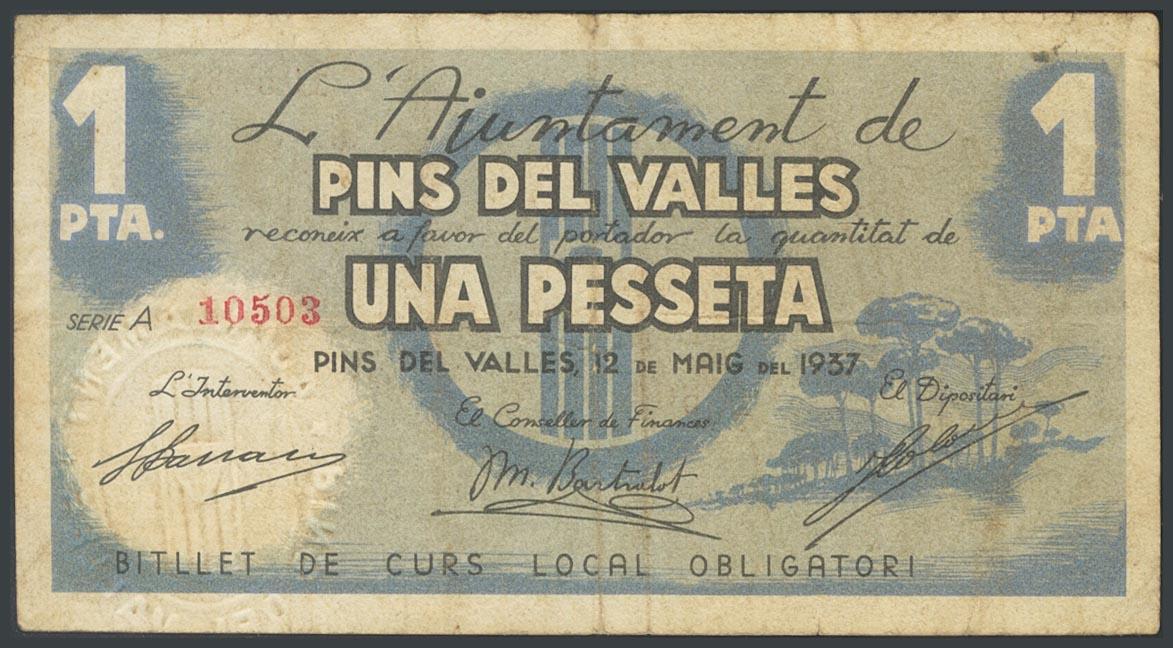 1
PTA.
1
PTA
L'Ajuntament de
PINS DEL VALLES
reconeix a favor del portador la quantitat de
UNA PESSETA
SERIE A 10503
PINS DEL VALLES, 12 DE MAIG DEL 1937
L'Interventor
El Conseller de Finances
El Dipositari
M. Bartralot
BITLLET DE CURS LOCAL OBLIGATORI